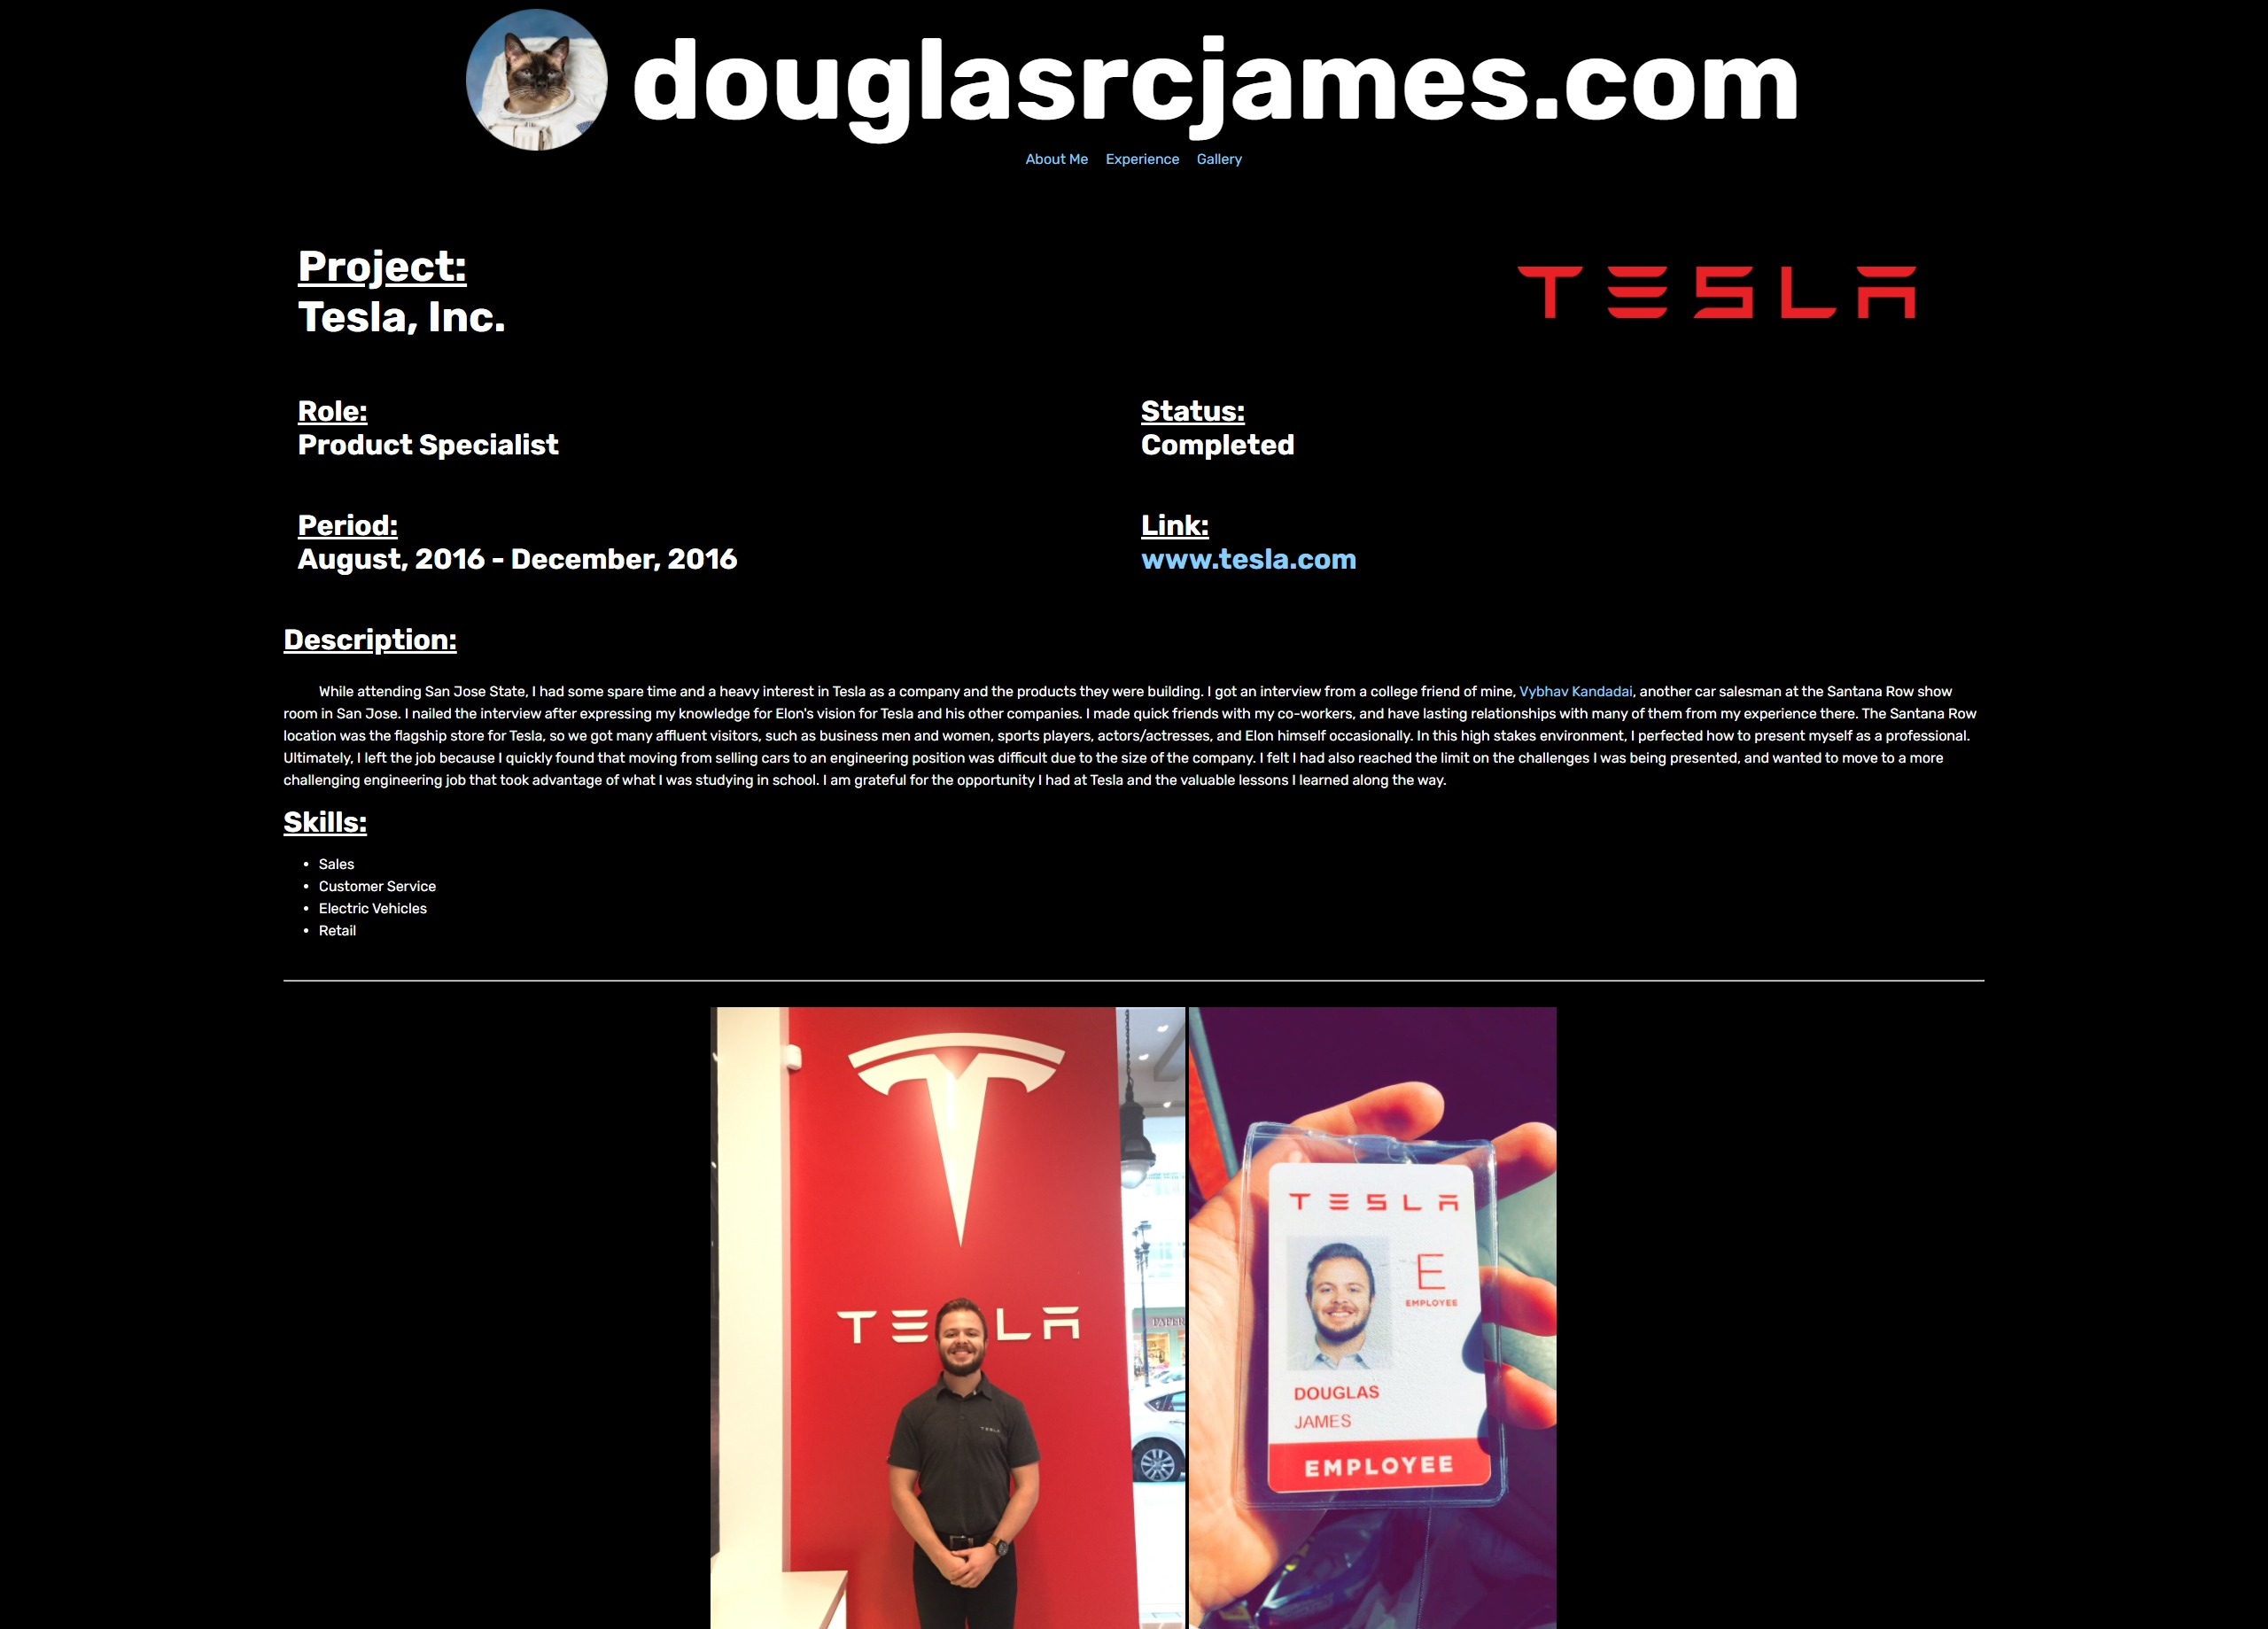 douglasrcjames.com
About Me Experience Gallery
Project:
Tesla, Inc.
TESLA
Role:
Product Specialist
Status:
Completed
Period:
August, 2016 - December, 2016
Link:
www.tesla.com
Description:
While attending San Jose State, I had some spare time and a heavy interest in Tesla as a company and the products they were building. I got an interview from a college friend of mine, Vybhav Kandadai, another car salesman at the Santana Row show
room in San Jose. I nailed the interview after expressing my knowledge for Elon's vision for Tesla and his other companies. I made quick friends with my co-workers, and have lasting relationships with many of them from my experience there. The Santana Row
location was the flagship store for Tesla, so we got many affluent visitors, such as business men and women, sports players, actors/actresses, and Elon himself occasionally. In this high stakes environment, I perfected how to present myself as a professional.
Ultimately, I left the job because I quickly found that moving from selling cars to an engineering position was difficult due to the size of the company. I felt I had also reached the limit on the challenges I was being presented, and wanted to move to a more
challenging engineering job that took advantage of what I was studying in school. I am grateful for the opportunity I had at Tesla and the valuable lessons I learned along the way.
Skills:
• Sales
• Customer Service
• Electric Vehicles
• Retail
TE LA
TESLA
PAPER
TESLA
E
EMPLOYEE
DOUGLAS
JAMES
EMPLOYEE